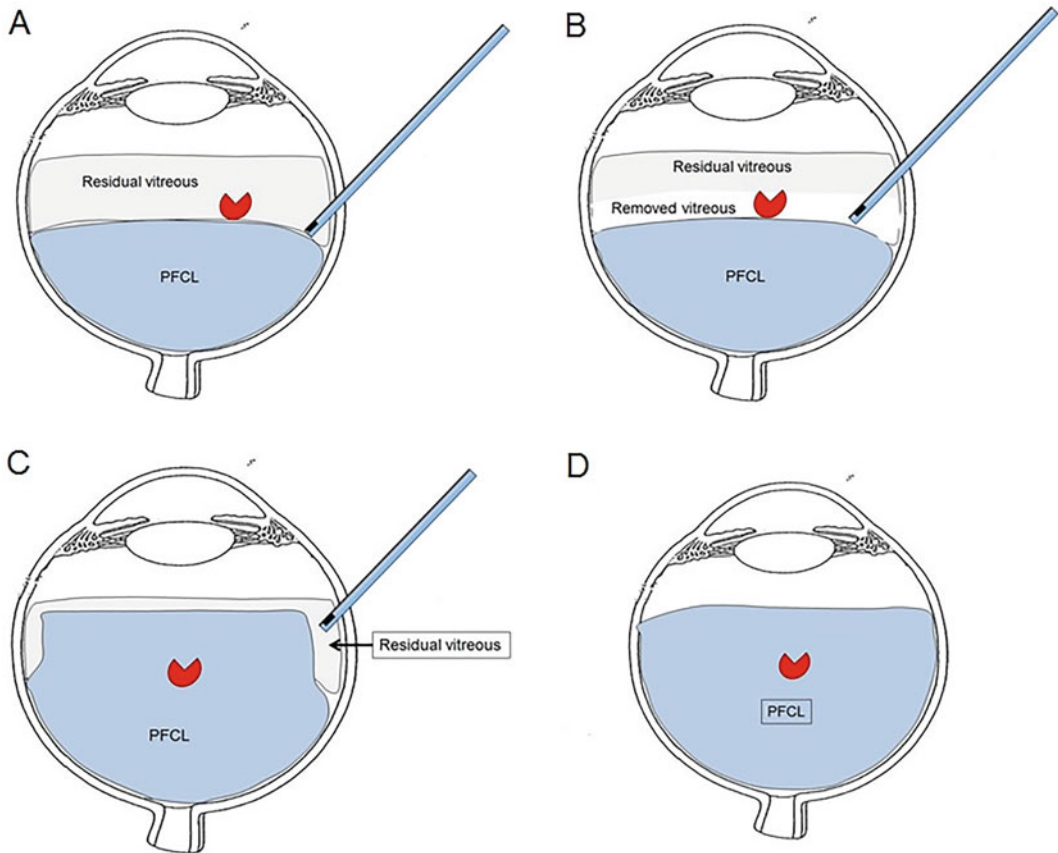 A
Residual vitreous
PFCL
B
Residual vitreous
Removed vitreous
PFCL
C
Residual vitreous
PFCL
D
PFCL